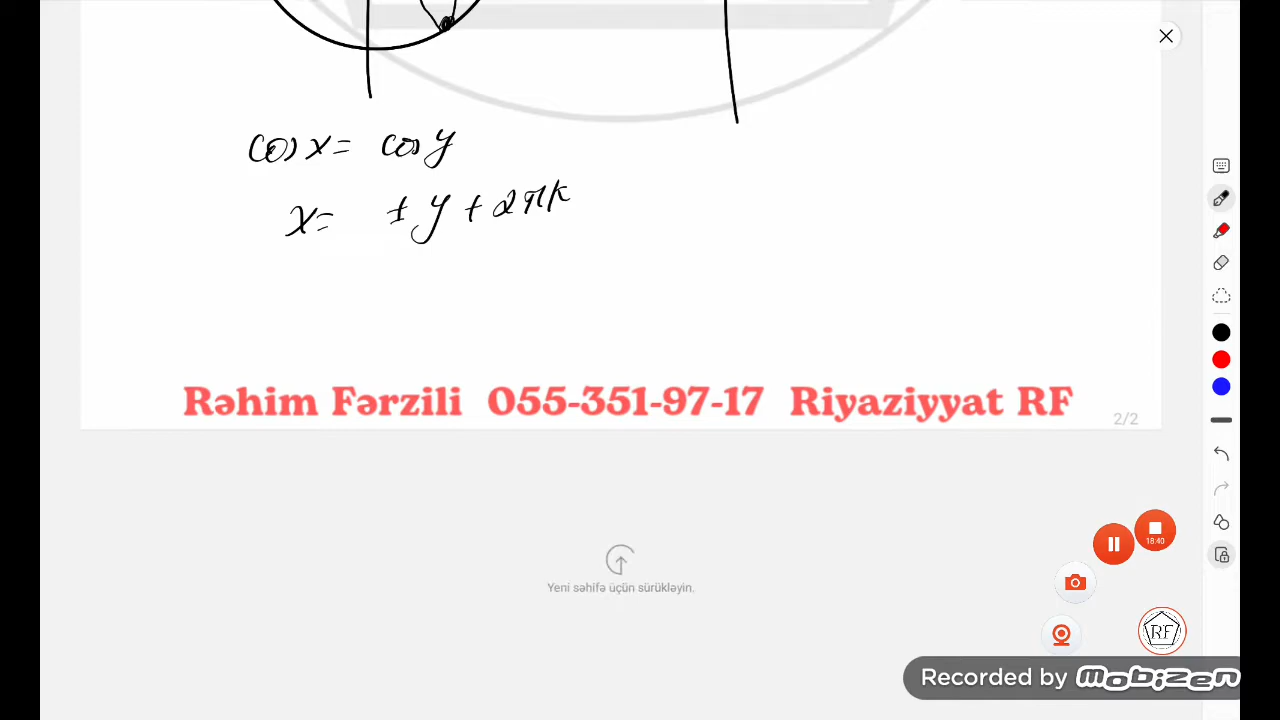 cos x = cos y
x = ± y + 2πk
Rəhim Fərzili 055-351-97-17 Riyaziyyat RF
2/2
Yeni səhifə üçün sürükləyin.
18:40
RF
Recorded by mobizen